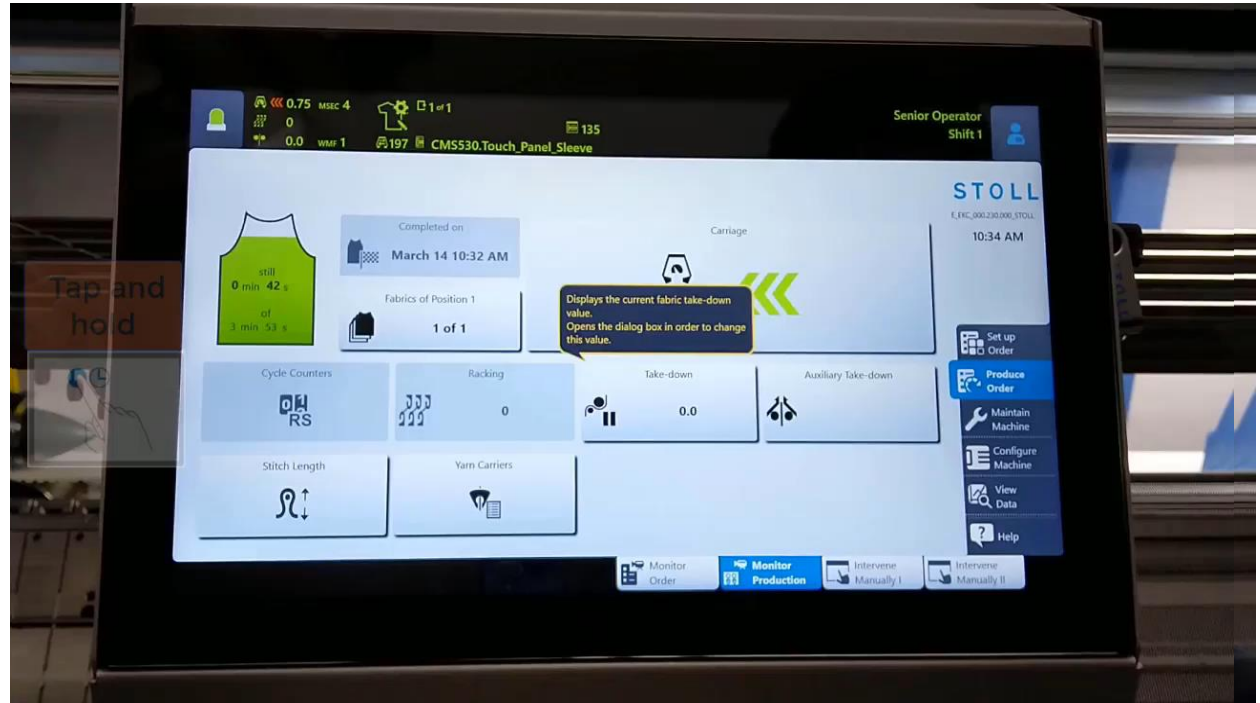 0.75 MSEC 4
1 of 1
0
135
0.0 WMF 1
197 CMS530.Touch_Panel_Sleeve
Senior Operator
Shift 1
STOLL
10:34 AM
Completed on
March 14 10:32 AM
Carriage
still
0 min 42 s
of
3 min 53 s
Fabrics of Position 1
1 of 1
Displays the current fabric take-down
value.
Opens the dialog box in order to change
this value.
Tap and
hold
Cycle Counters
RS
Racking
0
Take-down
0.0
Auxiliary Take-down
Stitch Length
Yarn Carriers
Set up
Order
Produce
Order
Maintain
Machine
Configure
Machine
View
Data
? Help
Monitor
Order
Monitor
Production
Intervene
Manually I
Intervene
Manually II